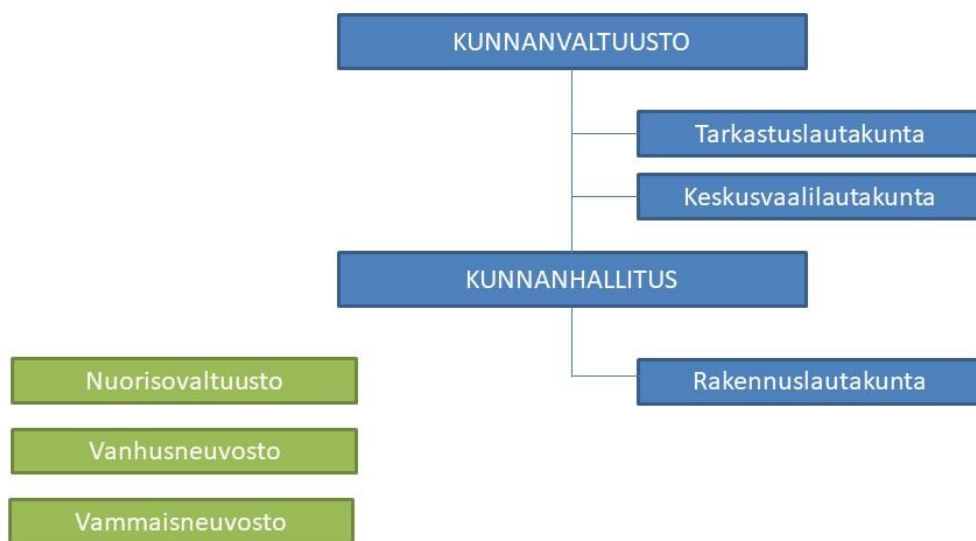 KUNNANVALTUUSTO
Tarkastuslautakunta
Keskusvaalilautakunta
KUNNANHALLITUS
Rakennuslautakunta
Nuorisovaltuusto
Vanhusneuvosto
Vammaisneuvosto